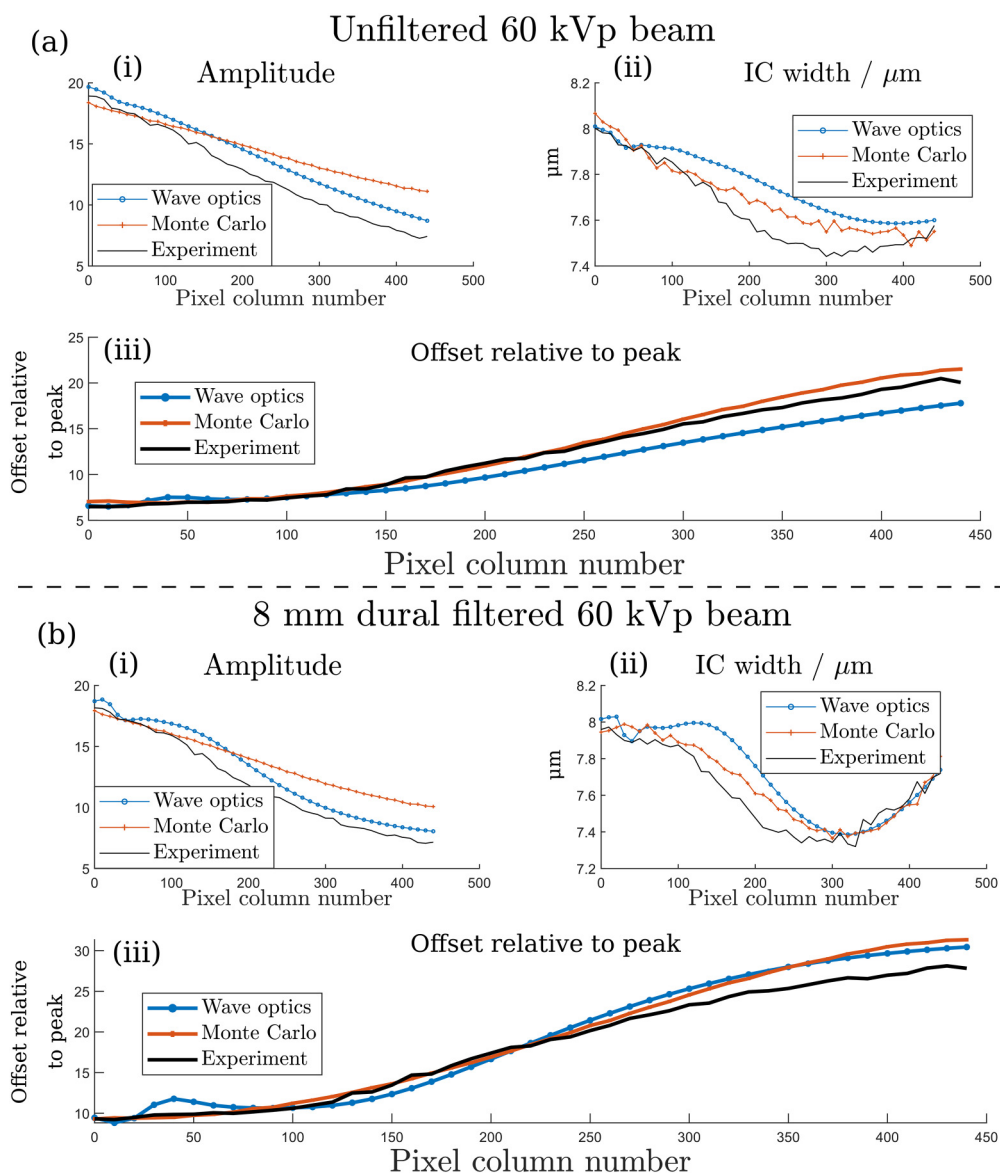 Unfiltered 60 kVp beam
(a)
(i)
Amplitude
20
15
10
5
0
100
200
300
400
500
Pixel column number
Wave optics
Monte Carlo
Experiment
(ii)
IC width / μm
8.2
8
7.8
7.6
7.4
μm
0
100
200
300
400
500
Pixel column number
Wave optics
Monte Carlo
Experiment
(iii)
Offset relative to peak
Offset relative
to peak
25
20
15
10
5
0
50
100
150
200
250
300
350
400
450
Pixel column number
Wave optics
Monte Carlo
Experiment
8 mm dural filtered 60 kVp beam
(b)
(i)
Amplitude
20
15
10
5
0
100
200
300
400
500
Pixel column number
Wave optics
Monte Carlo
Experiment
(ii)
IC width / μm
8.2
8
7.8
7.6
7.4
7.2
μm
0
100
200
300
400
500
Pixel column number
Wave optics
Monte Carlo
Experiment
(iii)
Offset relative to peak
Offset relative
to peak
30
25
20
15
10
0
50
100
150
200
250
300
350
400
450
Pixel column number
Wave optics
Monte Carlo
Experiment